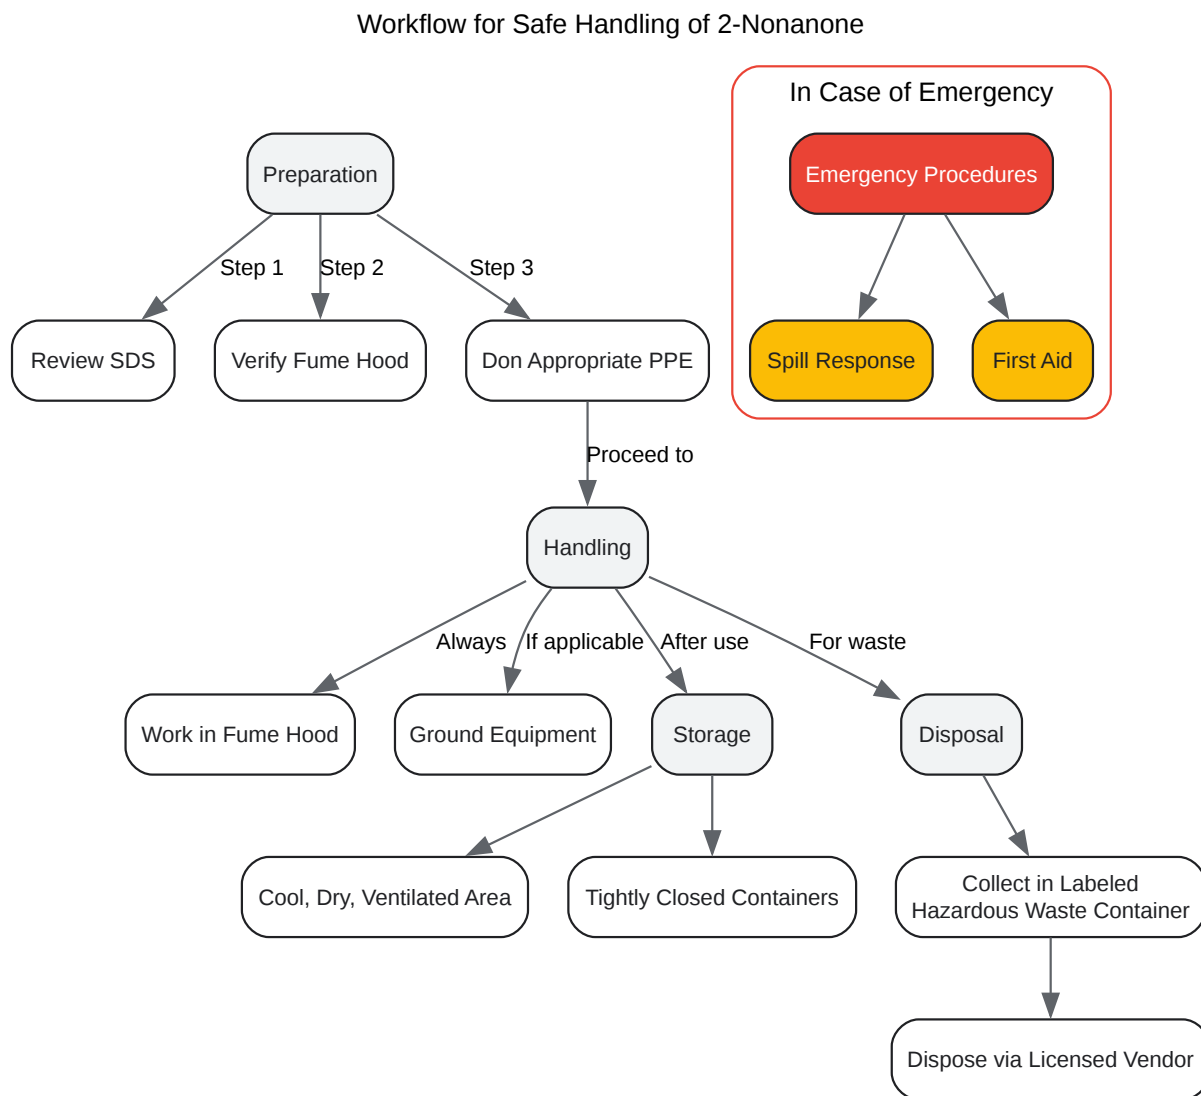 Workflow for Safe Handling of 2-Nonanone
In Case of Emergency
Preparation
Emergency Procedures
Step 1
Step 2
Step 3
Review SDS
Verify Fume Hood
Don Appropriate PPE
Spill Response
First Aid
Proceed to
Handling
Always
If applicable
After use
For waste
Work in Fume Hood
Ground Equipment
Storage
Disposal
Cool, Dry, Ventilated Area
Tightly Closed Containers
Collect in Labeled
Hazardous Waste Container
Dispose via Licensed Vendor